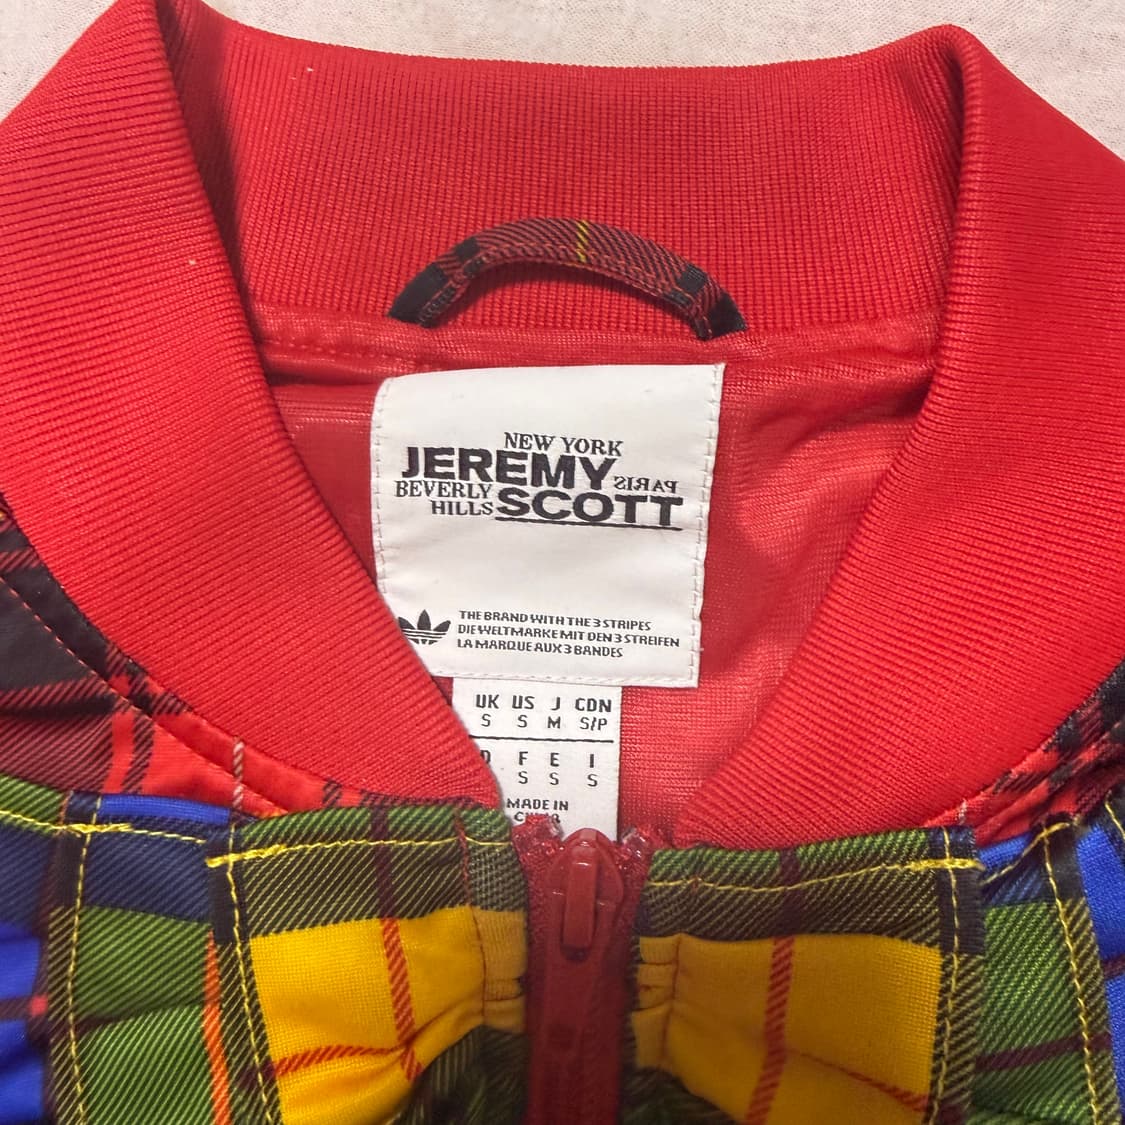 NEW YORK
JEREMY PARIS
BEVERLY
HILLS SCOTT
THE BRAND WITH THE 3 STRIPES
DIE WELTMARKE MIT DEN 3 STREIFEN
LA MARQUE AUX 3 BANDES
UK US J CDN
S S M S/P
D F E I
S S S
MADE IN
CHINA